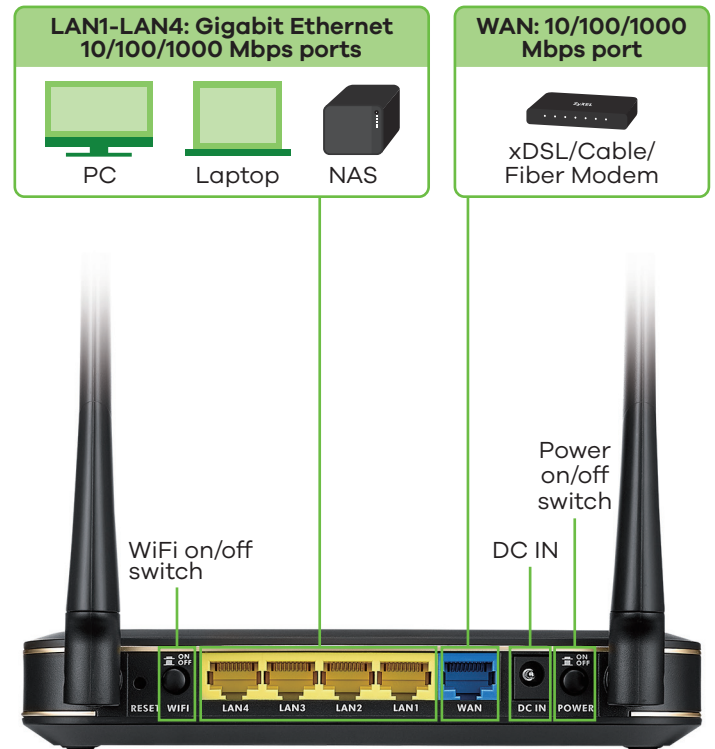 LAN1-LAN4: Gigabit Ethernet
10/100/1000 Mbps ports
WAN: 10/100/1000
Mbps port
ZyXEL
PC
Laptop
NAS
xDSL/Cable/
Fiber Modem
Power
on/off
switch
WiFi on/off
switch
DC IN
ON
OFF
ON
OFF
RESET
WIFI
LAN4
LAN3
LAN2
LAN1
WAN
DC IN
POWER